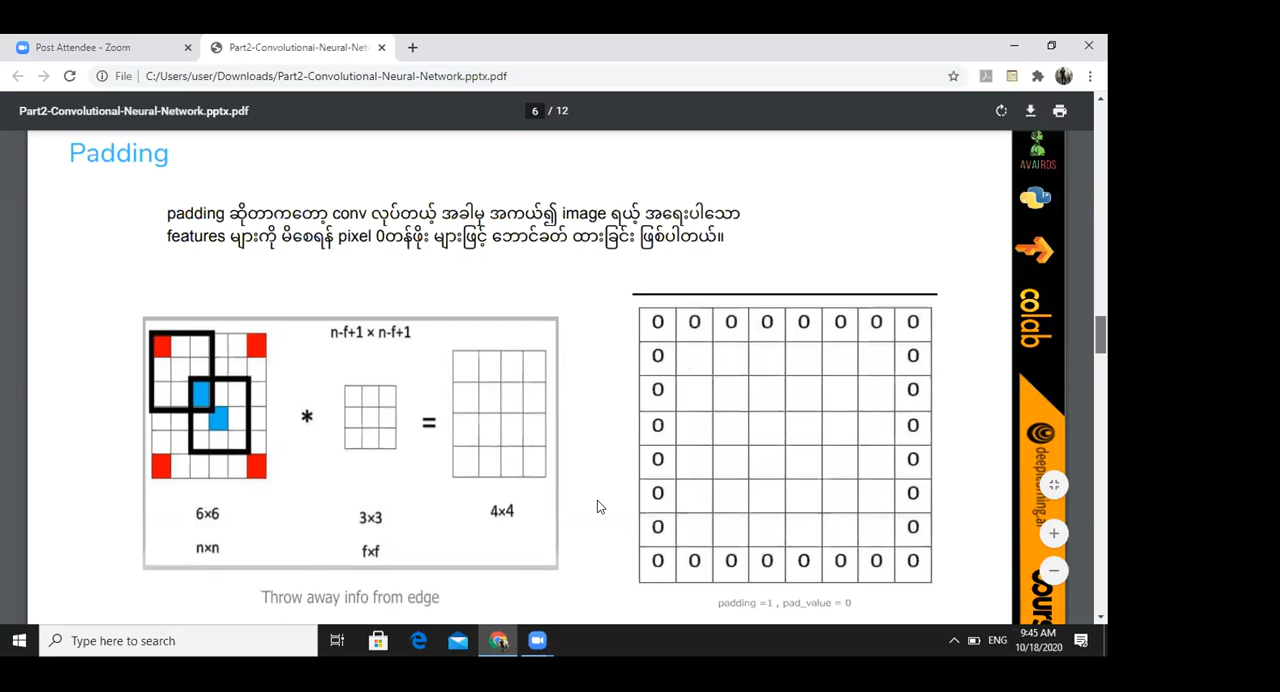 Post Attendee - Zoom
Part2-Convolutional-Neural-Net
File C:/Users/user/Downloads/Part2-Convolutional-Neural-Network.pptx.pdf
Part2-Convolutional-Neural-Network.pptx.pdf
6 / 12
Padding
padding ဆိုတာကတော့ conv လုပ်တယ့် အခါမှ အကယ်၍ image ရယ့် အရေးပါသော
features များကို မိစေရန် pixel 0တန်ဖိုး များဖြင့် ဘောင်ခတ် ထားခြင်း ဖြစ်ပါတယ်။
n-f+1 × n-f+1
*
=
6×6
3×3
4×4
n×n
f×f
Throw away info from edge
0 0 0 0 0 0 0 0
0 0
0 0
0 0
0 0
0 0
0 0
0 0 0 0 0 0 0 0
padding =1 , pad_value = 0
AVAIRDS
colab
deeplearning.ai
cour
Type here to search
ENG
9:45 AM
10/18/2020